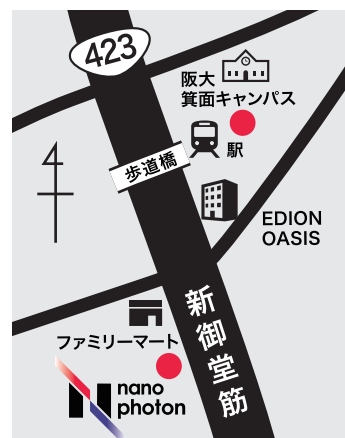 423
阪大
箕面キャンパス
駅
歩道橋
EDION
OASIS
新御堂筋
ファミリーマート
nano
photon